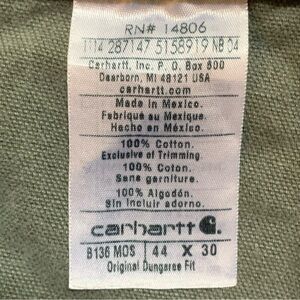 RN# 14806
1114 287147 5158919 NB 04
Carhartt, Inc. P. O. Box 600
Dearborn, MI 48121 USA
carhartt.com
Made in Mexico.
Fabriqué au Mexique.
Hecho en México.
100% Cotton.
Exclusive of Trimming
100% Coton.
Sans garniture.
100% Algodón.
Sin incluir adorno.
carhartt
B136 MOS 44 X 30
Original Dungaree Fit